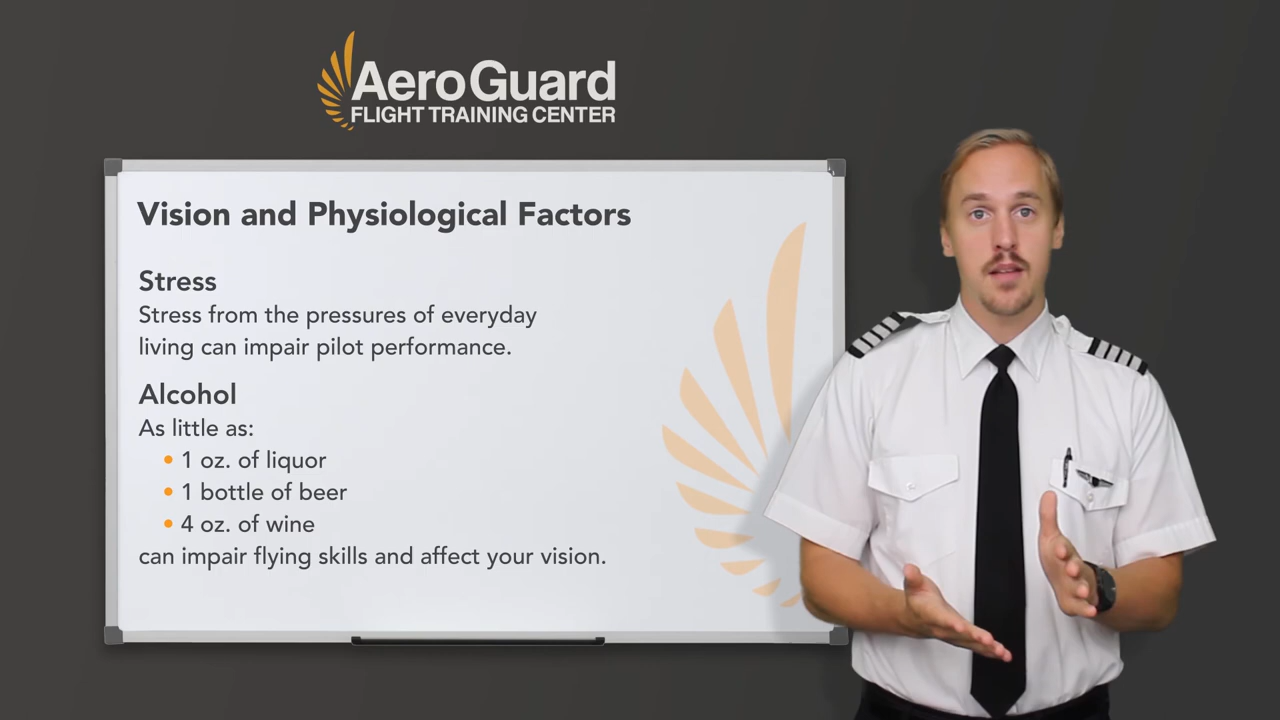 AeroGuard
FLIGHT TRAINING CENTER
Vision and Physiological Factors
Stress
Stress from the pressures of everyday
living can impair pilot performance.
Alcohol
As little as:
• 1 oz. of liquor
• 1 bottle of beer
• 4 oz. of wine
can impair flying skills and affect your vision.